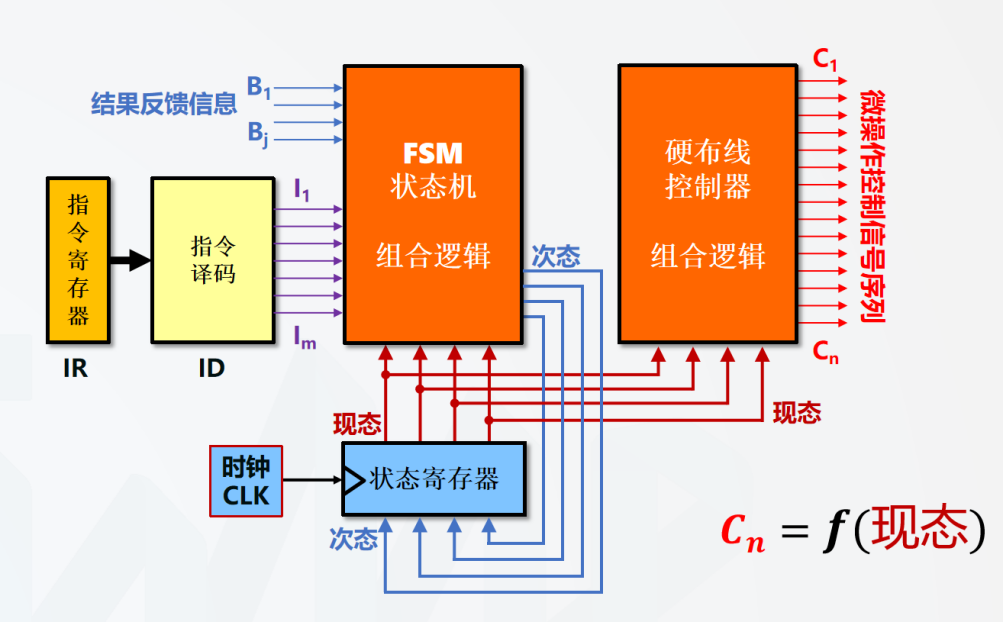 结果反馈信息
B1
Bj
指令寄存器
IR
指令
译码
ID
I1
Im
FSM
状态机
组合逻辑
次态
硬布线
控制器
组合逻辑
C1
微操作控制信号序列
Cn
现态
现态
时钟
CLK
状态寄存器
次态
Cn = f(现态)